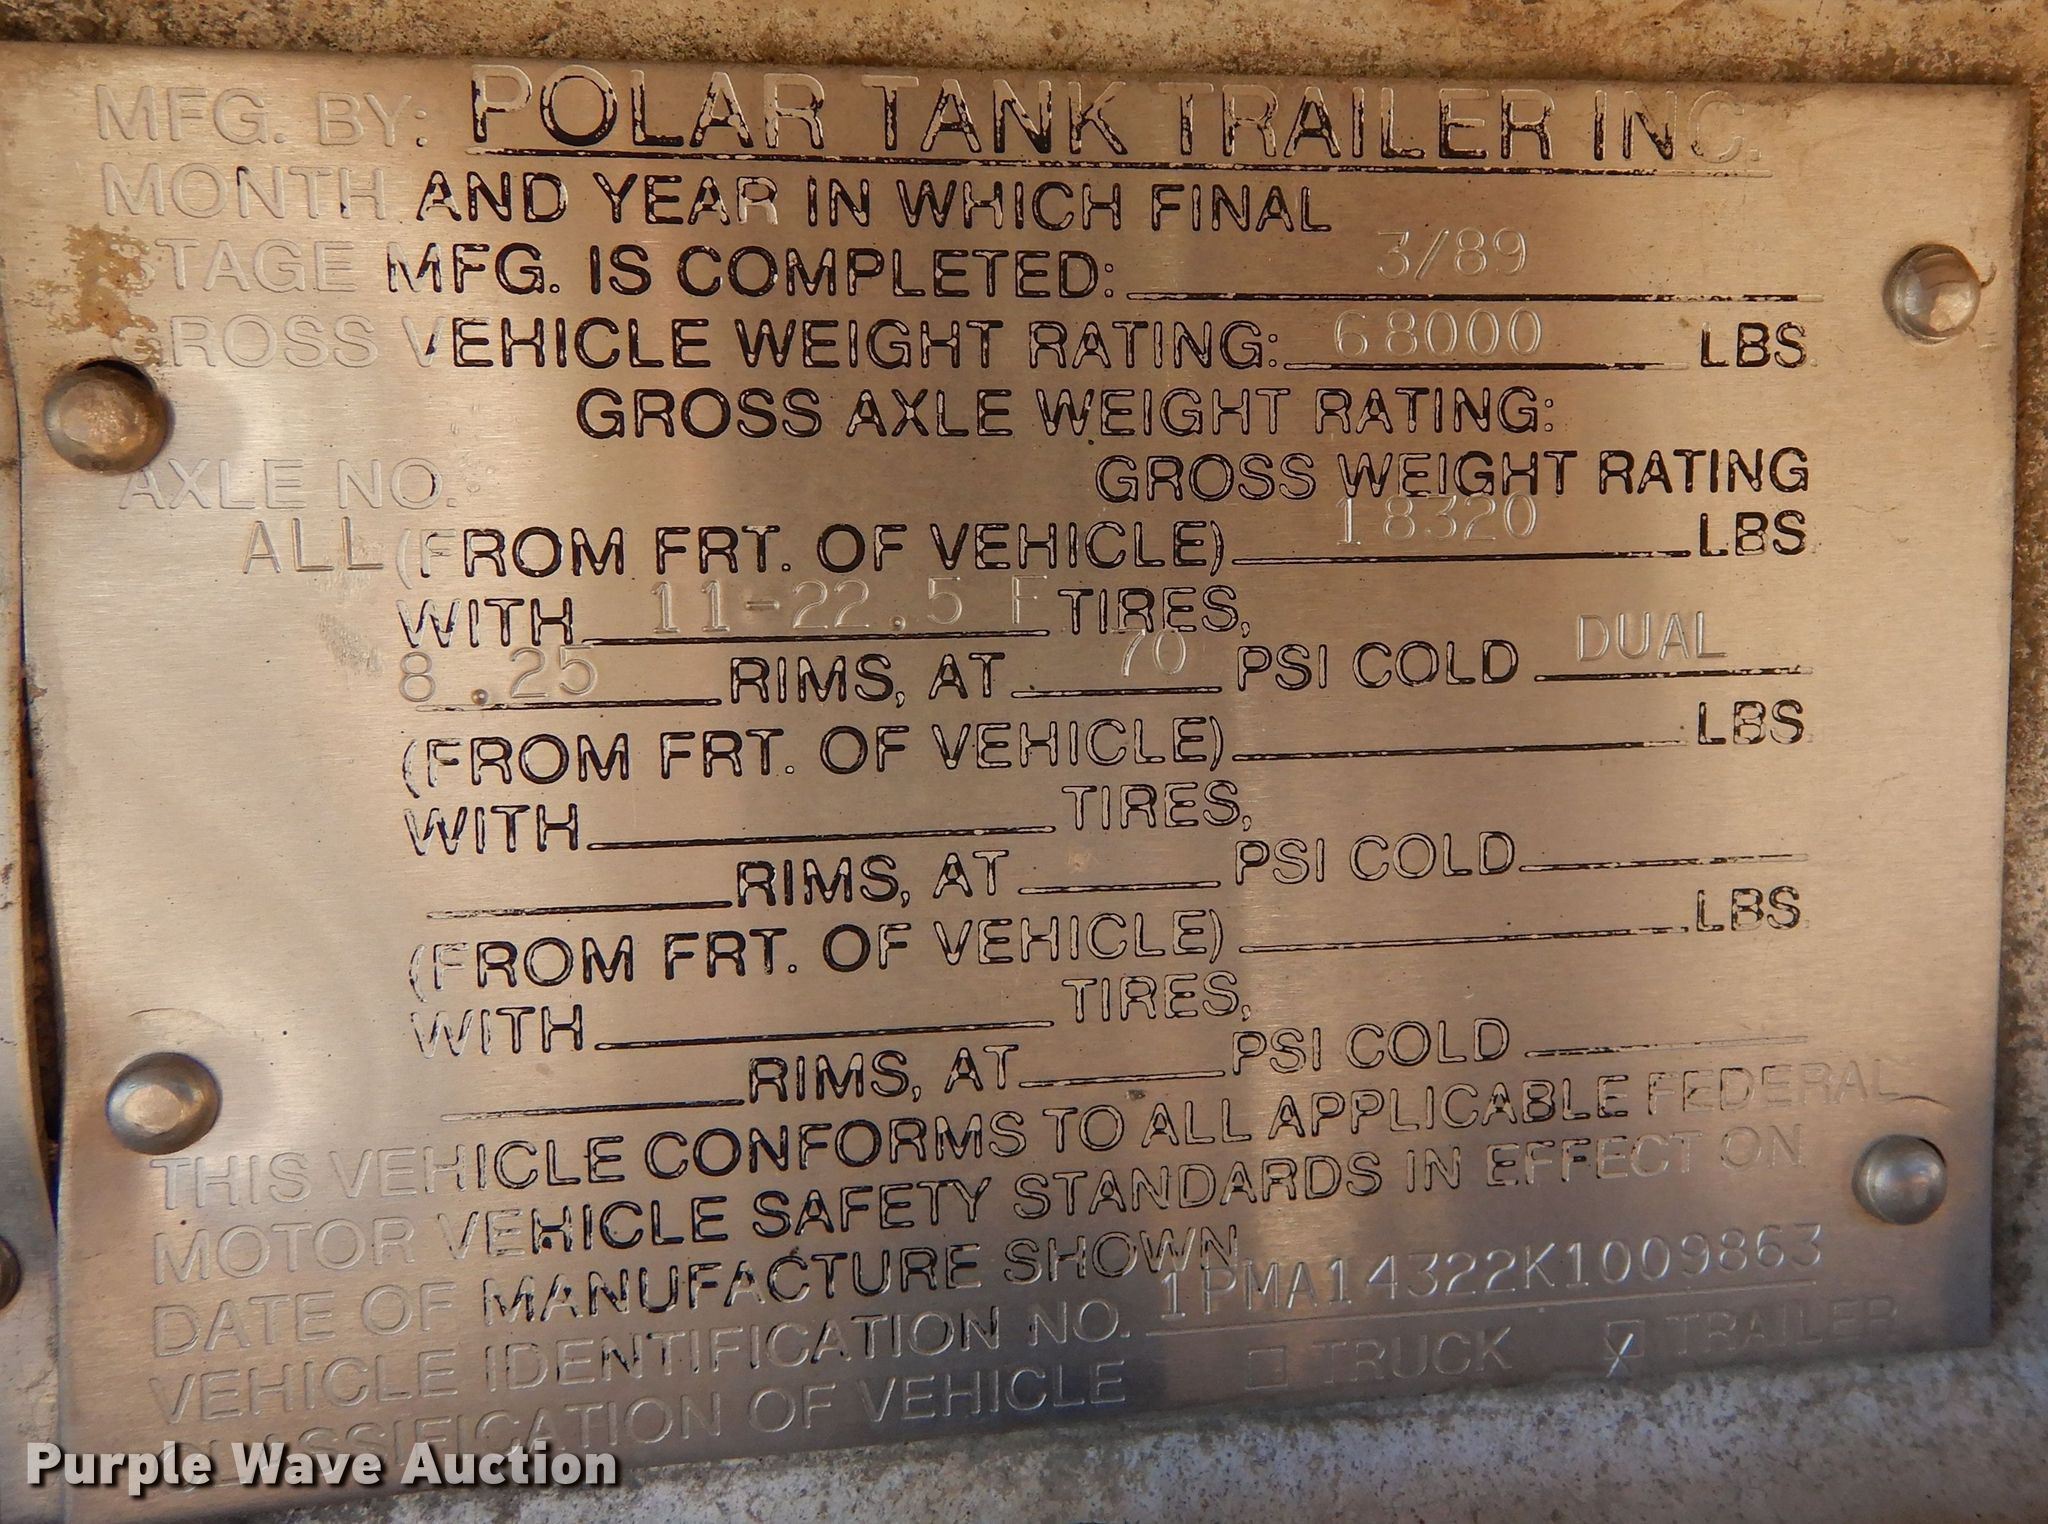 MFG. BY: POLAR TANK TRAILER INC.
MONTH AND YEAR IN WHICH FINAL
STAGE MFG. IS COMPLETED: 3/89
GROSS VEHICLE WEIGHT RATING: 68000 LBS
GROSS AXLE WEIGHT RATING:
AXLE NO. GROSS WEIGHT RATING
ALL (FROM FRT. OF VEHICLE) 18320 LBS
WITH 11-22.5 F TIRES,
8.25 RIMS, AT 70 PSI COLD DUAL
(FROM FRT. OF VEHICLE) LBS
WITH TIRES,
RIMS, AT PSI COLD
(FROM FRT. OF VEHICLE) LBS
WITH TIRES,
RIMS, AT PSI COLD
THIS VEHICLE CONFORMS TO ALL APPLICABLE FEDERAL
MOTOR VEHICLE SAFETY STANDARDS IN EFFECT ON
DATE OF MANUFACTURE SHOWN
VEHICLE IDENTIFICATION NO. 1PMA14322K1009863
CLASSIFICATION OF VEHICLE TRUCK TRAILER
Purple Wave Auction